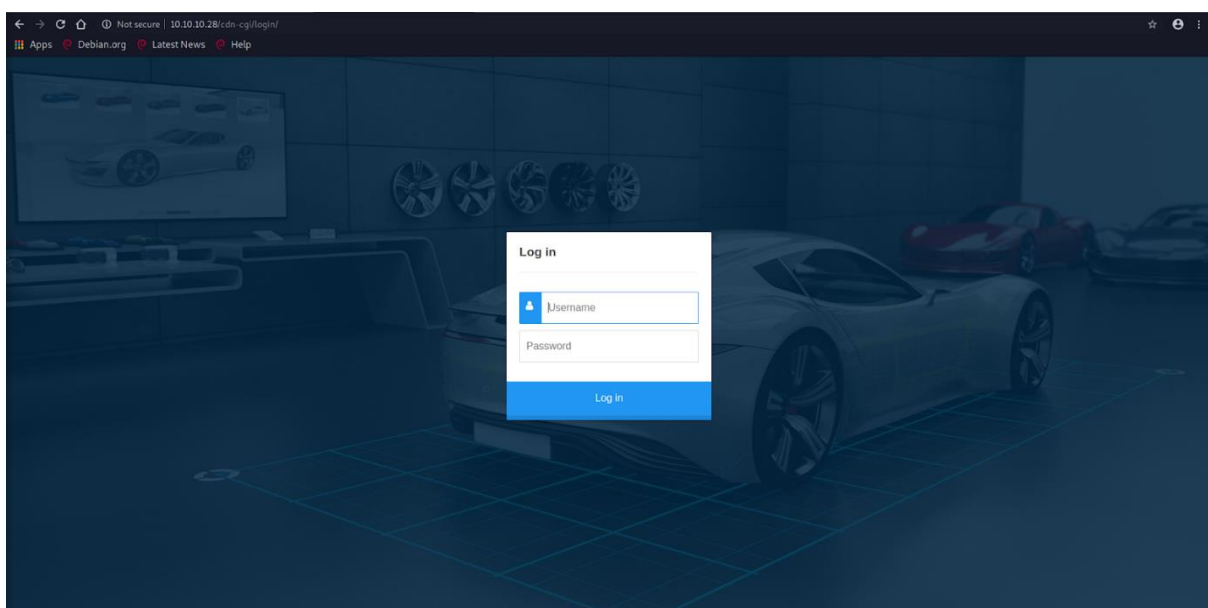 Not secure | 10.10.10.28/cdn-cgi/login/
Apps Debian.org Latest News Help
Log in
Username
Password
Log in